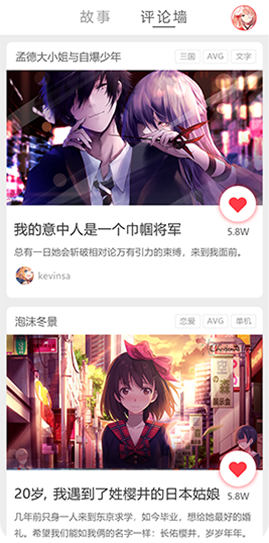 故事 评论墙
孟德大小姐与自爆少年 三国 AVG 文字
我的意中人是一个巾帼将军 5.8W
总有一日她会斩破相对论万有引力的束缚，来到我面前。
kevinsa
泡沫冬景 恋爱 AVG 单机
20岁，我遇到了姓樱井的日本姑娘 5.8W
几年前只身一人来到东京求学，如今毕业，想给她最好的婚
礼。希望我们能如我俩的名字一样：长佑樱井，岁岁年年。